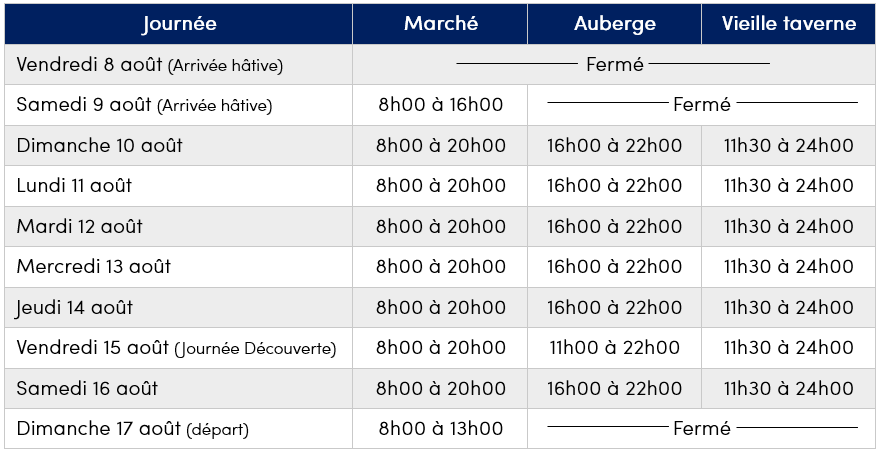 Journée Marché Auberge Vieille taverne
Vendredi 8 août (Arrivée hâtive) Fermé
Samedi 9 août (Arrivée hâtive) 8h00 à 16h00 Fermé
Dimanche 10 août 8h00 à 20h00 16h00 à 22h00 11h30 à 24h00
Lundi 11 août 8h00 à 20h00 16h00 à 22h00 11h30 à 24h00
Mardi 12 août 8h00 à 20h00 16h00 à 22h00 11h30 à 24h00
Mercredi 13 août 8h00 à 20h00 16h00 à 22h00 11h30 à 24h00
Jeudi 14 août 8h00 à 20h00 16h00 à 22h00 11h30 à 24h00
Vendredi 15 août (Journée Découverte) 8h00 à 20h00 11h00 à 22h00 11h30 à 24h00
Samedi 16 août 8h00 à 20h00 16h00 à 22h00 11h30 à 24h00
Dimanche 17 août (départ) 8h00 à 13h00 Fermé